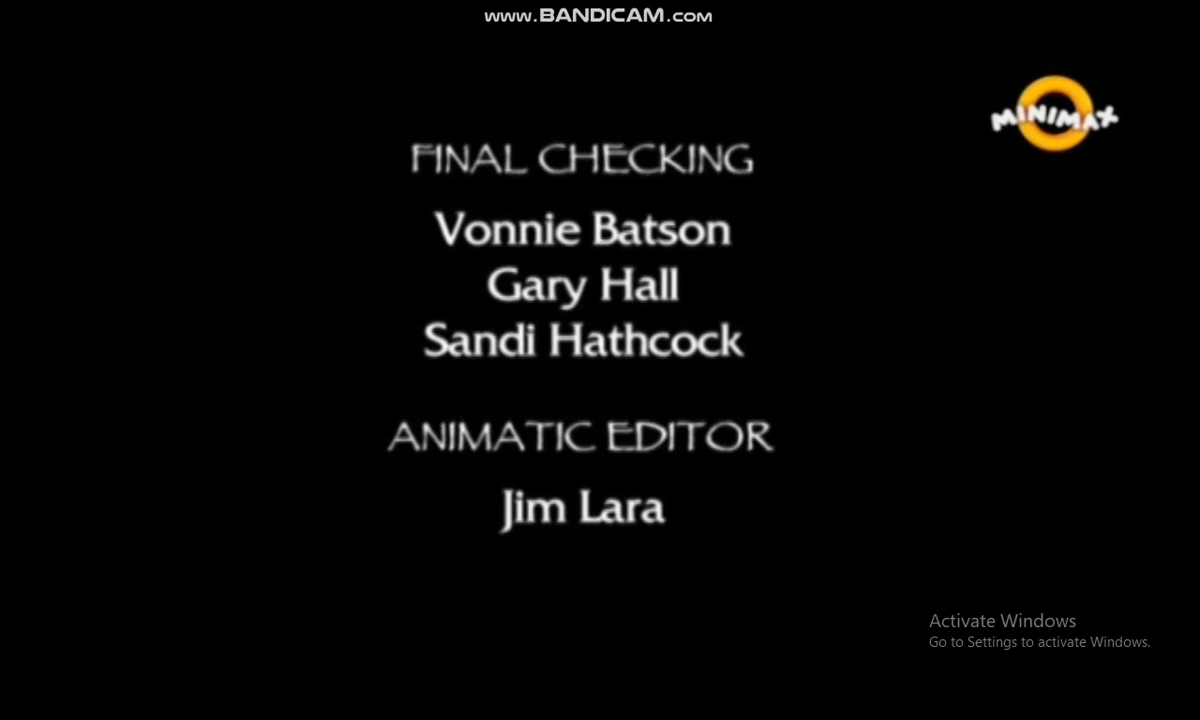 www.BANDICAM.com
MINIMAX
FINAL CHECKING
Vonnie Batson
Gary Hall
Sandi Hathcock
ANIMATIC EDITOR
Jim Lara
Activate Windows
Go to Settings to activate Windows.